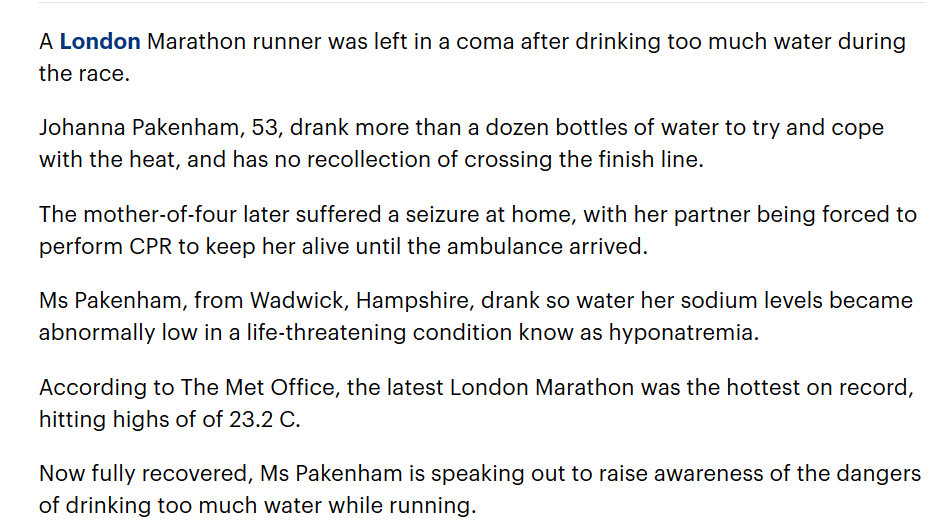 A London Marathon runner was left in a coma after drinking too much water during
the race.
Johanna Pakenham, 53, drank more than a dozen bottles of water to try and cope
with the heat, and has no recollection of crossing the finish line.
The mother-of-four later suffered a seizure at home, with her partner being forced to
perform CPR to keep her alive until the ambulance arrived.
Ms Pakenham, from Wadwick, Hampshire, drank so water her sodium levels became
abnormally low in a life-threatening condition know as hyponatremia.
According to The Met Office, the latest London Marathon was the hottest on record,
hitting highs of of 23.2 C.
Now fully recovered, Ms Pakenham is speaking out to raise awareness of the dangers
of drinking too much water while running.